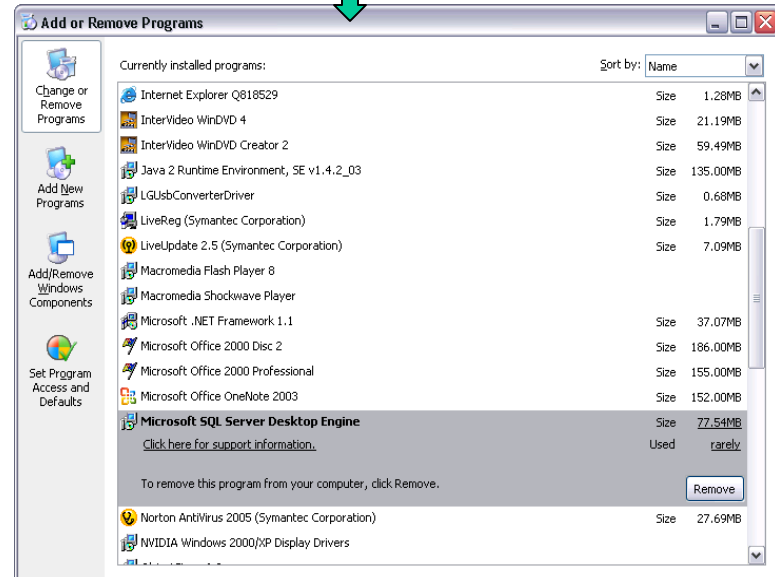 Add or Remove Programs
Change or
Remove
Programs
Add New
Programs
Add/Remove
Windows
Components
Set Program
Access and
Defaults
Currently installed programs:
Sort by: Name
Internet Explorer Q818529 Size 1.28MB
InterVideo WinDVD 4 Size 21.19MB
InterVideo WinDVD Creator 2 Size 59.49MB
Java 2 Runtime Environment, SE v1.4.2_03 Size 135.00MB
LGUsbConverterDriver Size 0.68MB
LiveReg (Symantec Corporation) Size 1.79MB
LiveUpdate 2.5 (Symantec Corporation) Size 7.09MB
Macromedia Flash Player 8
Macromedia Shockwave Player
Microsoft .NET Framework 1.1 Size 37.07MB
Microsoft Office 2000 Disc 2 Size 186.00MB
Microsoft Office 2000 Professional Size 155.00MB
Microsoft Office OneNote 2003 Size 152.00MB
Microsoft SQL Server Desktop Engine Size 77.54MB
Click here for support information. Used rarely
To remove this program from your computer, click Remove. Remove
Norton AntiVirus 2005 (Symantec Corporation) Size 27.69MB
NVIDIA Windows 2000/XP Display Drivers